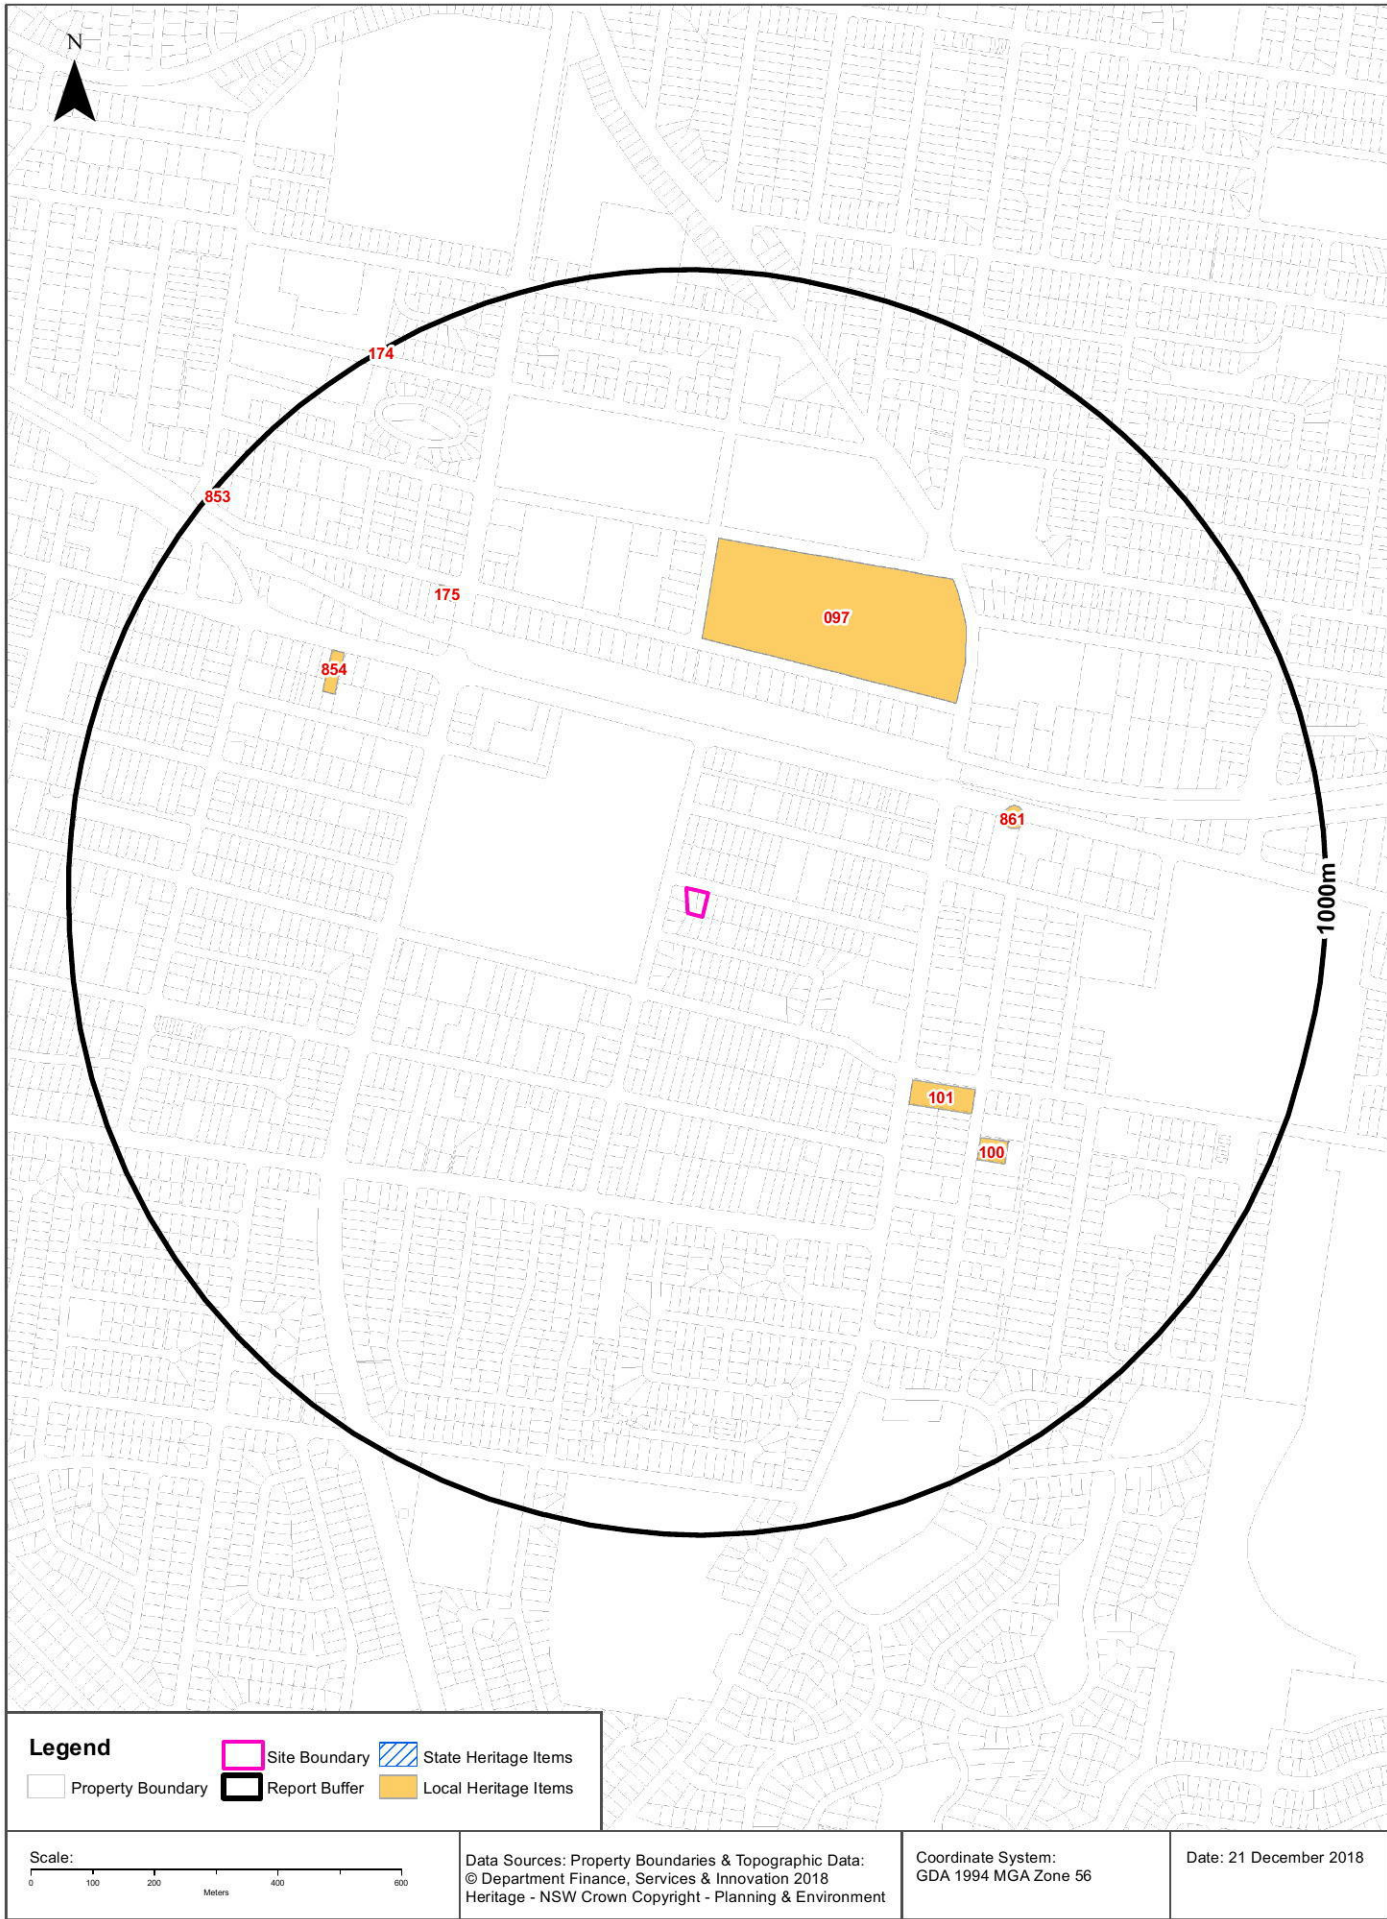 N
174
853
175
097
854
861
1000m
101
100
Legend
Site Boundary
State Heritage Items
Property Boundary
Report Buffer
Local Heritage Items
Scale:
0 100 200 400 600
Meters
Data Sources: Property Boundaries & Topographic Data:
© Department Finance, Services & Innovation 2018
Heritage - NSW Crown Copyright - Planning & Environment
Coordinate System:
GDA 1994 MGA Zone 56
Date: 21 December 2018